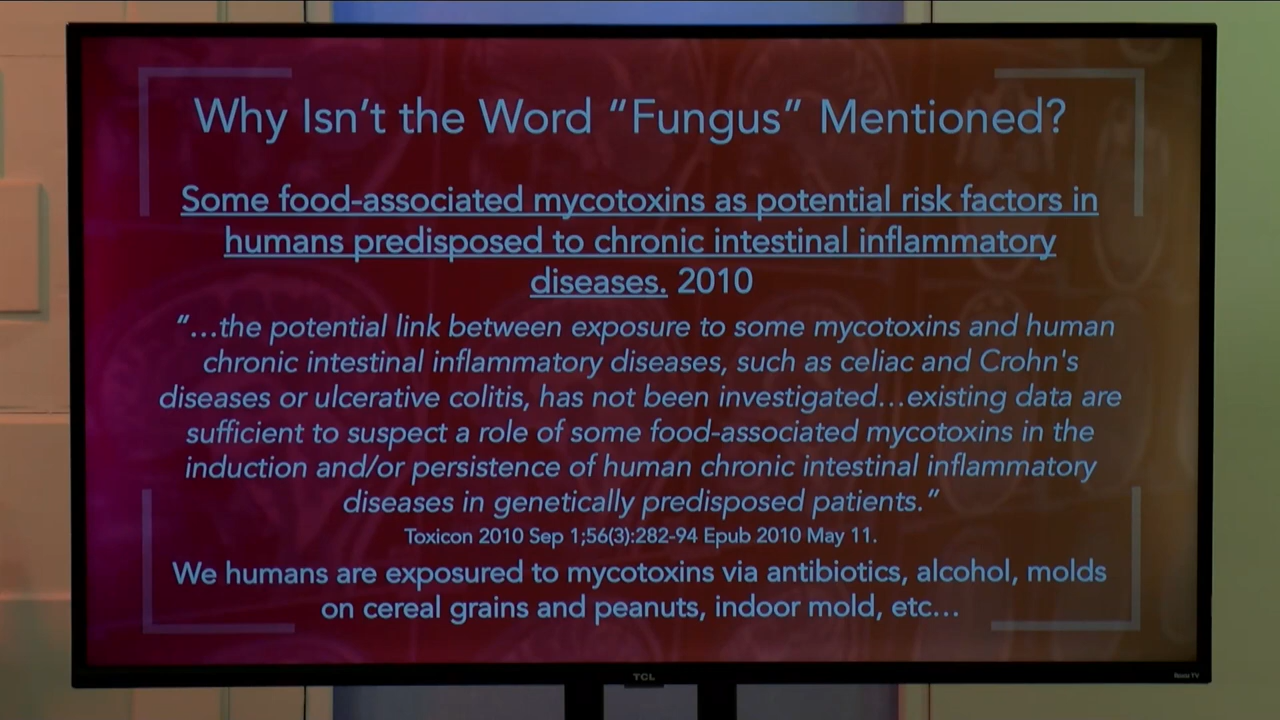 Why Isn't the Word “Fungus” Mentioned?
Some food-associated mycotoxins as potential risk factors in
humans predisposed to chronic intestinal inflammatory
diseases. 2010
“...the potential link between exposure to some mycotoxins and human
chronic intestinal inflammatory diseases, such as celiac and Crohn's
diseases or ulcerative colitis, has not been investigated...existing data are
sufficient to suspect a role of some food-associated mycotoxins in the
induction and/or persistence of human chronic intestinal inflammatory
diseases in genetically predisposed patients.”
Toxicon 2010 Sep 1;56(3):282-94 Epub 2010 May 11.
We humans are exposured to mycotoxins via antibiotics, alcohol, molds
on cereal grains and peanuts, indoor mold, etc...
TCL
Roku TV